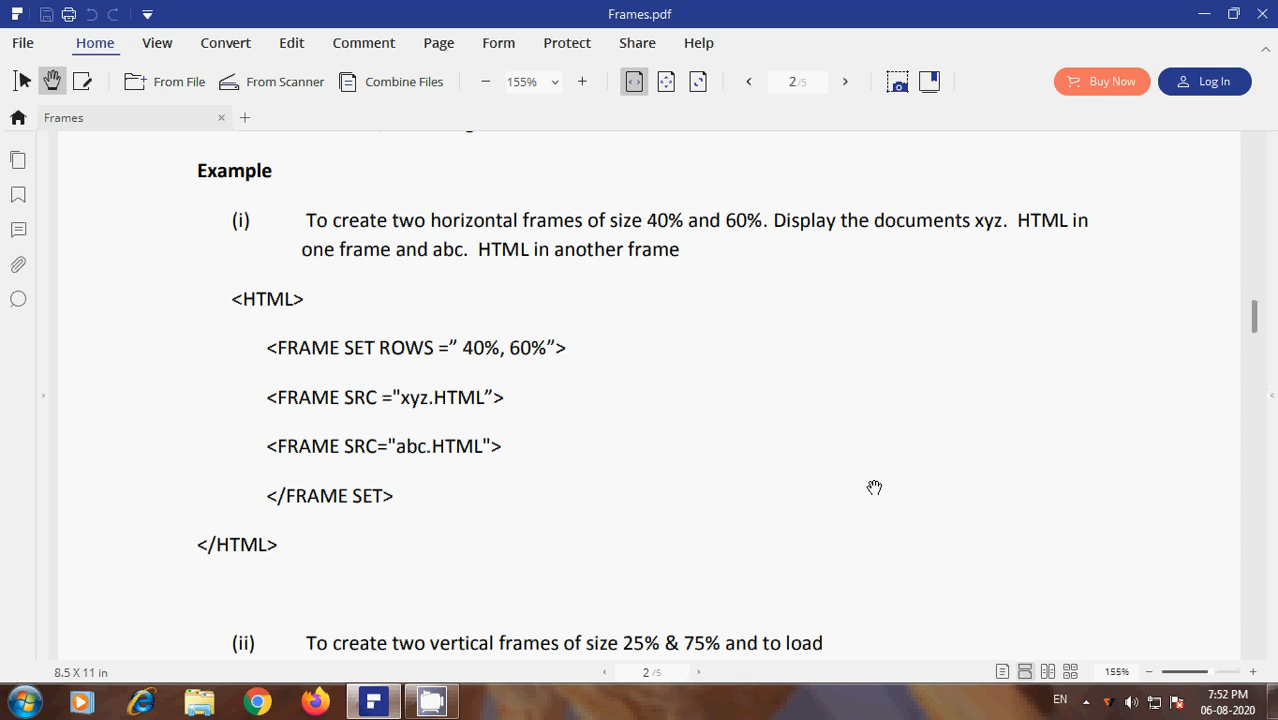 Frames.pdf
File Home View Convert Edit Comment Page Form Protect Share Help
From File From Scanner Combine Files 155% 2/5 Buy Now Log In
Frames
Example
(i) To create two horizontal frames of size 40% and 60%. Display the documents xyz. HTML in
one frame and abc. HTML in another frame
<HTML>
<FRAME SET ROWS =” 40%, 60%”>
<FRAME SRC ="xyz.HTML”>
<FRAME SRC="abc.HTML">
</FRAME SET>
</HTML>
(ii) To create two vertical frames of size 25% & 75% and to load
8.5 X 11 in 2 /5 155%
EN 7:52 PM
06-08-2020